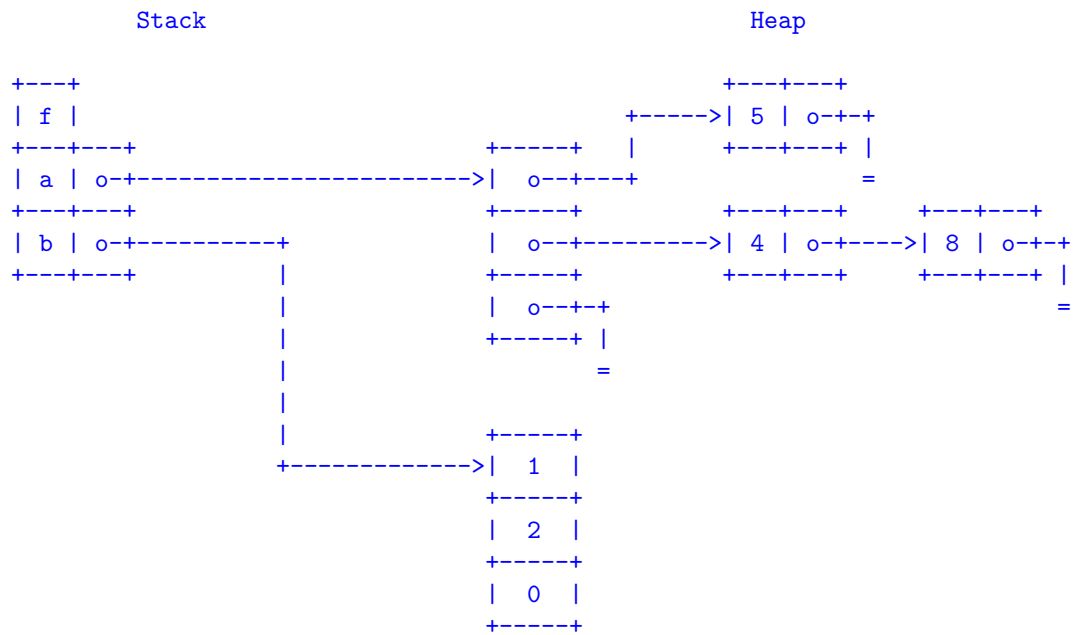 Stack                                              Heap

    +---+                                                    +---+---+
    | f |                                             +----->| 5 | o-+-+
    +---+---+                             +-----+     |      +---+---+ |
    | a | o-+---------------------------->|  o--+-----+                =
    +---+---+                             +-----+            +---+---+      +---+---+
    | b | o-+------------+                |  o--+----------->| 4 | o-+----->| 8 | o-+-+
    +---+---+            |                +-----+            +---+---+      +---+---+ |
                         |                |  o--+-+                                   =
                         |                +-----+ |
                         |                        =
                         |
                         |                +-----+
                         +--------------->|  1  |
                                          +-----+
                                          |  2  |
                                          +-----+
                                          |  0  |
                                          +-----+